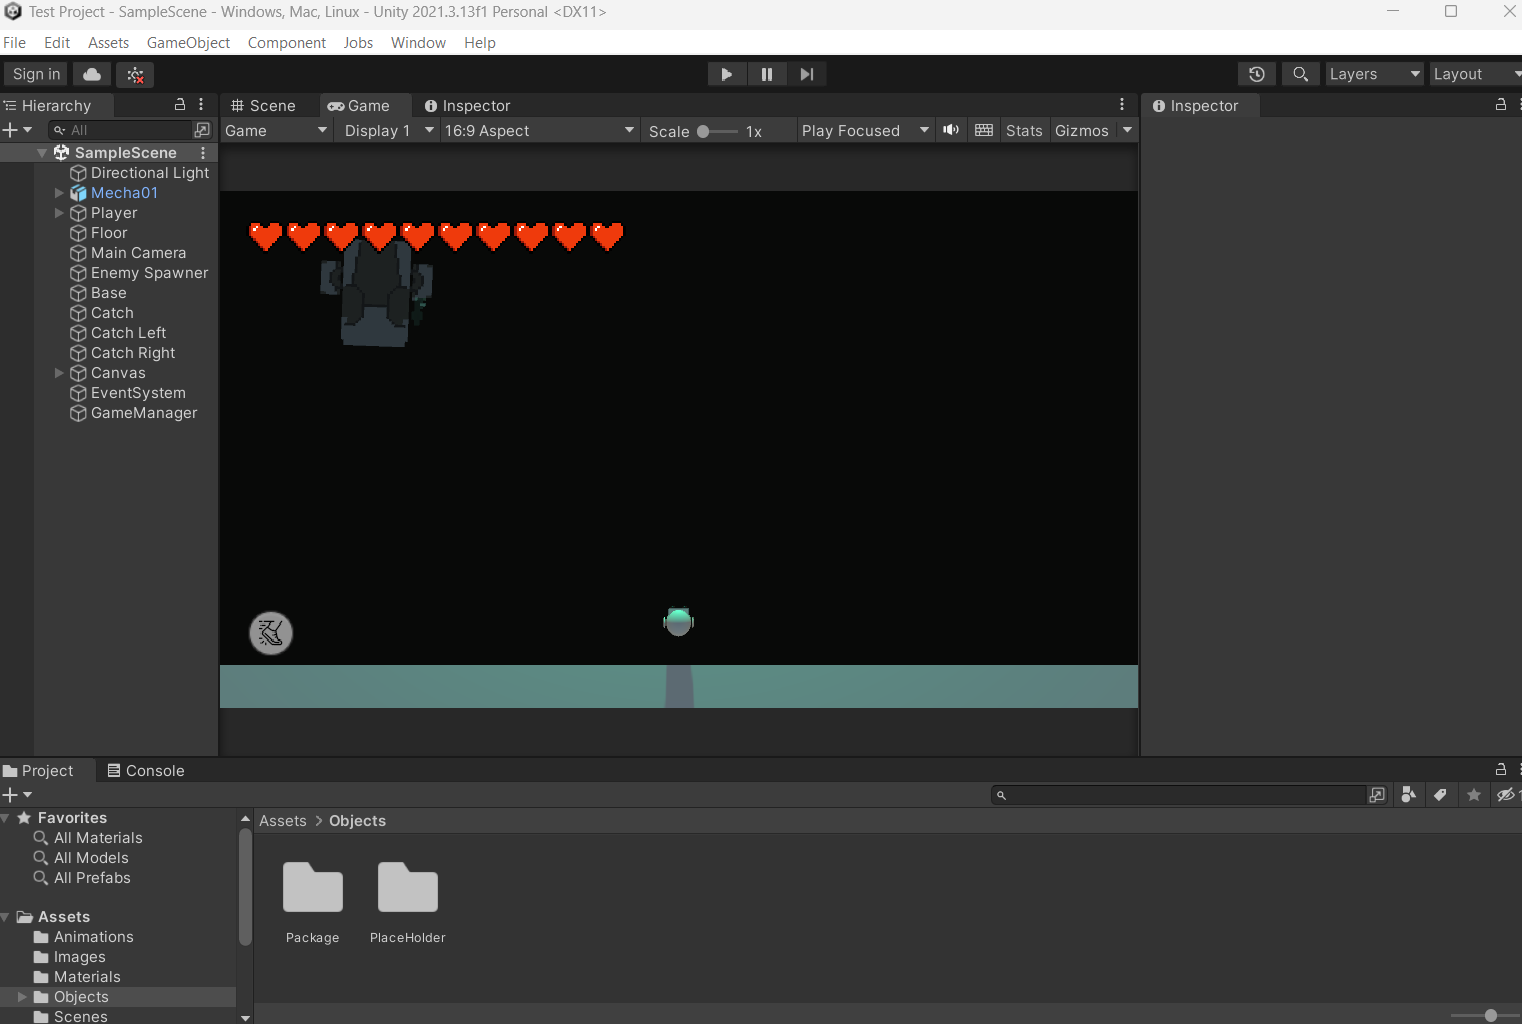 Test Project - SampleScene - Windows, Mac, Linux - Unity 2021.3.13f1 Personal <DX11>
File Edit Assets GameObject Component Jobs Window Help
Sign in Layers Layout
Hierarchy Scene Game Inspector Inspector
All Game Display 1 16:9 Aspect Scale 1x Play Focused Stats Gizmos
SampleScene
Directional Light
Mecha01
Player
Floor
Main Camera
Enemy Spawner
Base
Catch
Catch Left
Catch Right
Canvas
EventSystem
GameManager
Project Console
Favorites
All Materials
All Models
All Prefabs
Assets
Animations
Images
Materials
Objects
Scenes
Assets > Objects
Package PlaceHolder